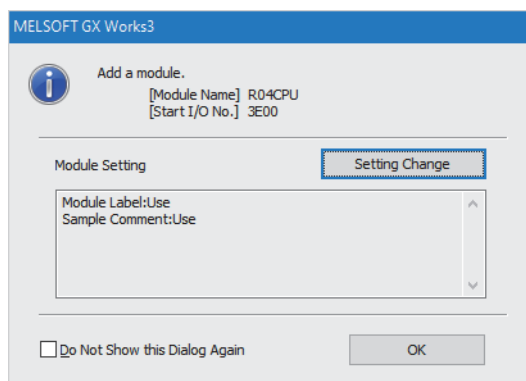 MELSOFT GX Works3
Add a module.
[Module Name] R04CPU
[Start I/O No.] 3E00
Module Setting
Setting Change
Module Label:Use
Sample Comment:Use
Do Not Show this Dialog Again
OK